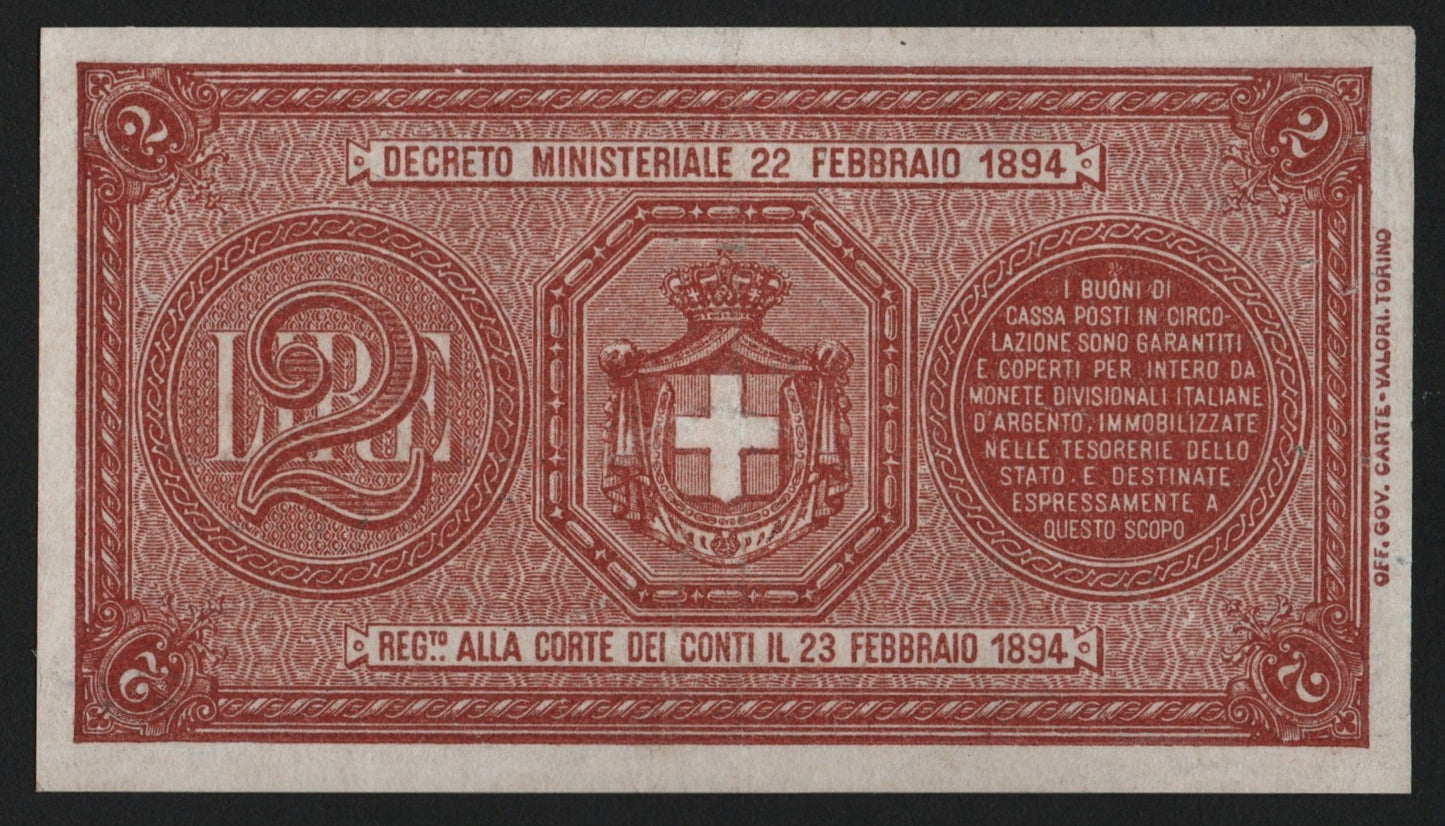 2
2
DECRETO MINISTERIALE 22 FEBBRAIO 1894
LIRE
2
I BUONI DI
CASSA POSTI IN CIRCO-
LAZIONE SONO GARANTITI
E COPERTI PER INTERO DA
MONETE DIVISIONALI ITALIANE
D'ARGENTO, IMMOBILIZZATE
NELLE TESORERIE DELLO
STATO. E DESTINATE
ESPRESSAMENTE A
QUESTO SCOPO
OFF. GOV. CARTE-VALORI. TORINO
REG.TO ALLA CORTE DEI CONTI IL 23 FEBBRAIO 1894
2
2